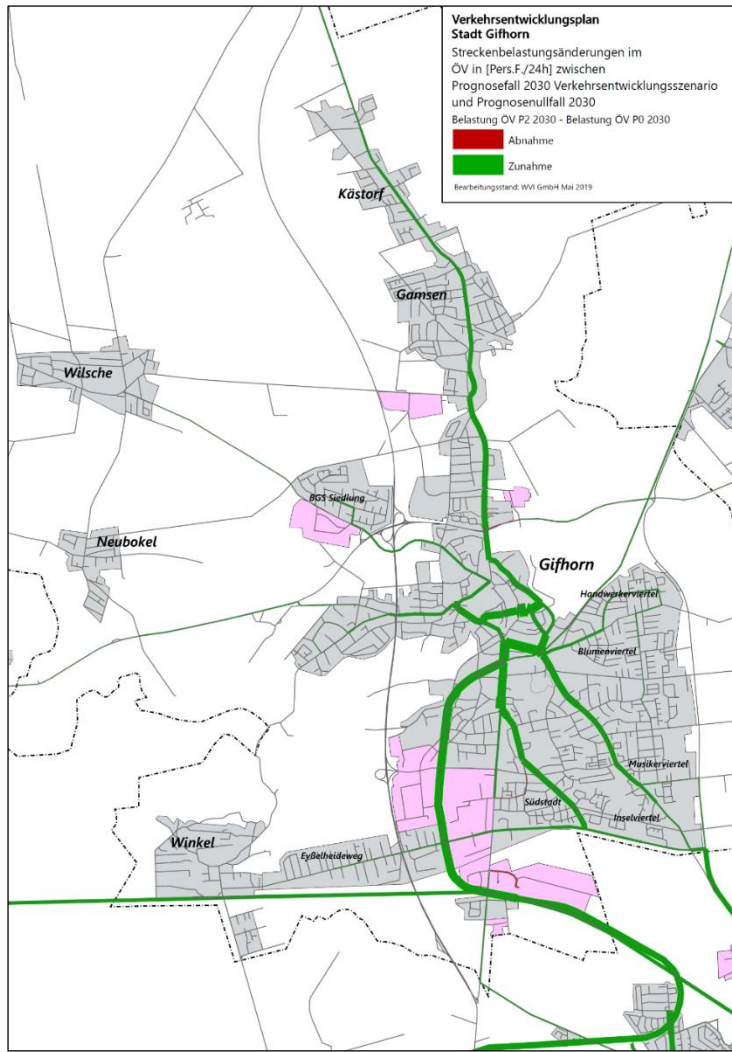 Verkehrsentwicklungsplan
Stadt Gifhorn
Streckenbelastungsänderungen im
ÖV in [Pers.F./24h] zwischen
Prognosefall 2030 Verkehrsentwicklungsszenario
und Prognosenullfall 2030
Belastung ÖV P2 2030 - Belastung ÖV P0 2030
Abnahme
Zunahme
Bearbeitungsstand: WVI GmbH Mai 2019
Kästorf
Gamsen
Wilsche
BGS Siedlung
Neubokel
Gifhorn
Handwerkerviertel
Blumenviertel
Musikerviertel
Südstadt
Inselviertel
Winkel
Eyßelheideweg